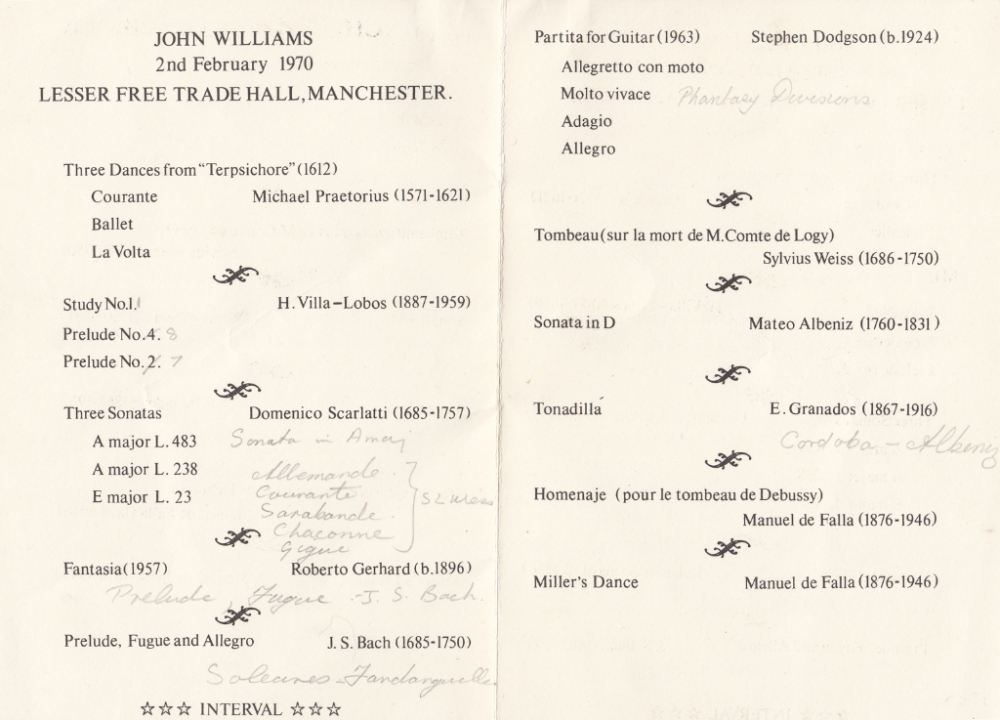 JOHN WILLIAMS
2nd February 1970
LESSER FREE TRADE HALL, MANCHESTER.
Three Dances from "Terpsichore" (1612)
Courante Michael Praetorius (1571-1621)
Ballet
La Volta
Study No.1. H. Villa-Lobos (1887-1959)
Prelude No.4. 8
Prelude No.2. 7
Three Sonatas Domenico Scarlatti (1685-1757)
A major L. 483 Sonata in Amaj
A major L. 238 Allemande
E major L. 23 Courante
Sarabande
Chaconne
Gigue
S L Weiss
Fantasia (1957) Roberto Gerhard (b.1896)
Prelude, Fugue - J. S. Bach.
Prelude, Fugue and Allegro J. S. Bach (1685-1750)
Soleares - Fandanguillo
☆☆☆ INTERVAL ☆☆☆
Partita for Guitar (1963) Stephen Dodgson (b.1924)
Allegretto con moto
Molto vivace Phantasy Divisions
Adagio
Allegro
Tombeau (sur la mort de M.Comte de Logy)
Sylvius Weiss (1686-1750)
Sonata in D Mateo Albeniz (1760-1831)
Tonadilla E. Granados (1867-1916)
Cordoba - Albeniz
Homenaje (pour le tombeau de Debussy)
Manuel de Falla (1876-1946)
Miller's Dance Manuel de Falla (1876-1946)